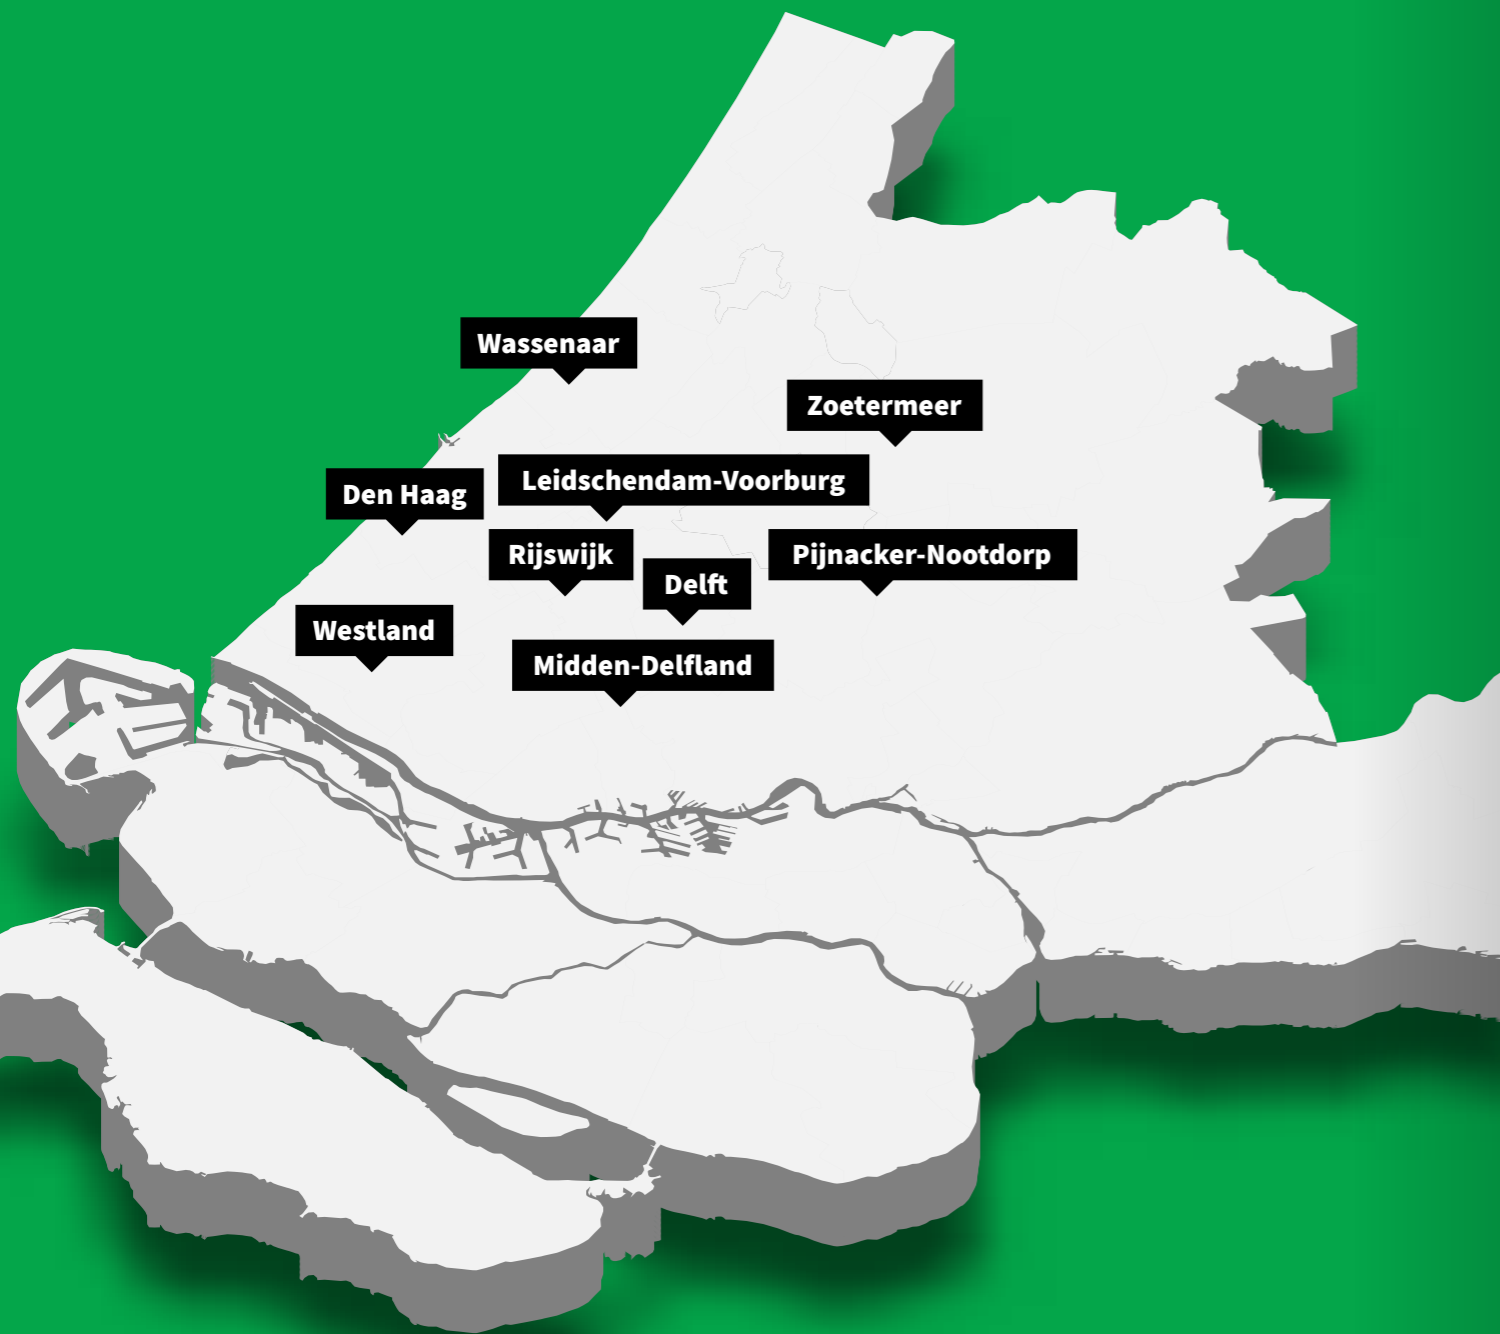 Wassenaar
Zoetermeer
Leidschendam-Voorburg
Den Haag
Rijswijk
Pijnacker-Nootdorp
Delft
Westland
Midden-Delfland